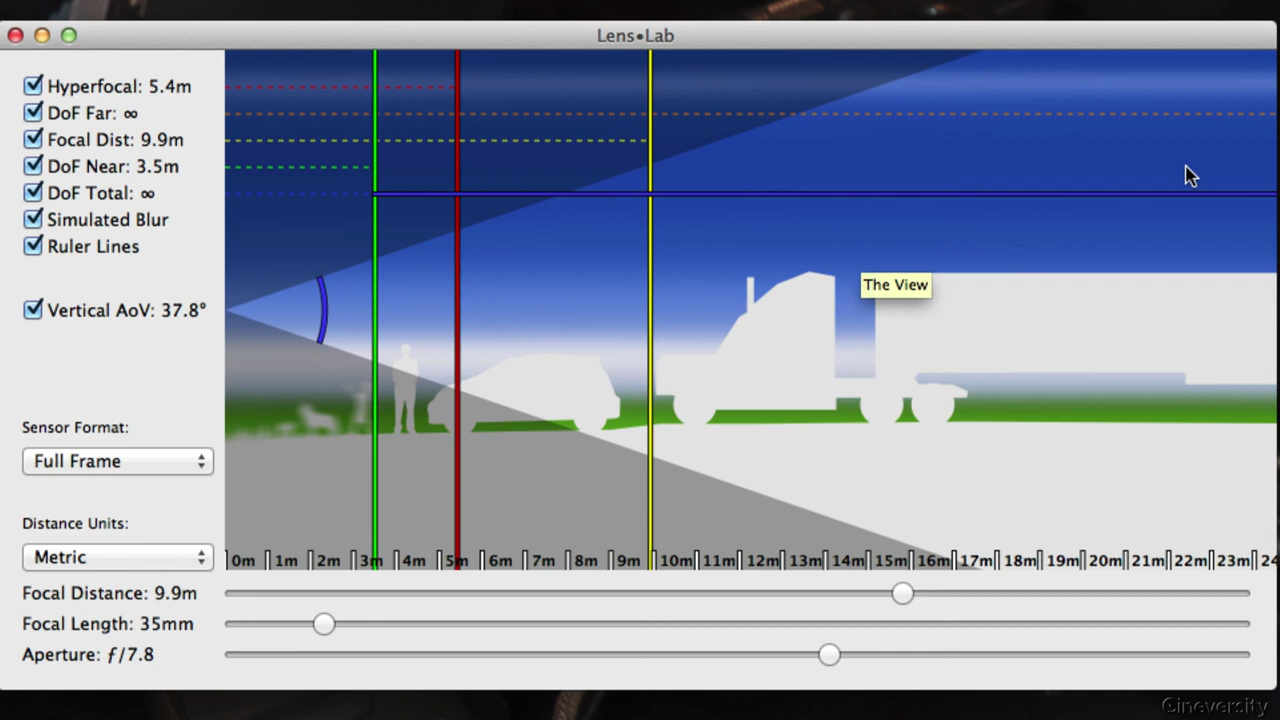 Lens•Lab
Hyperfocal: 5.4m
DoF Far: ∞
Focal Dist: 9.9m
DoF Near: 3.5m
DoF Total: ∞
Simulated Blur
Ruler Lines
The View
Vertical AoV: 37.8°
Sensor Format:
Full Frame
Distance Units:
Metric
0m 1m 2m 3m 4m 5m 6m 7m 8m 9m 10m 11m 12m 13m 14m 15m 16m 17m 18m 19m 20m 21m 22m 23m 24
Focal Distance: 9.9m
Focal Length: 35mm
Aperture: ƒ/7.8
Cineversity